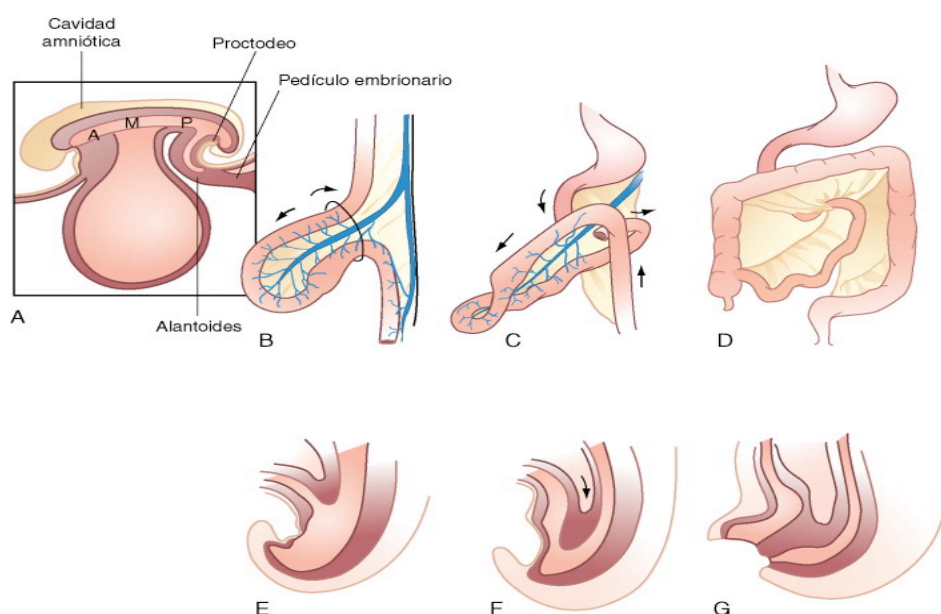 Cavidad
amniótica
Proctodeo
Pedículo embrionario
A M P
Alantoides
A
B
C
D
E
F
G